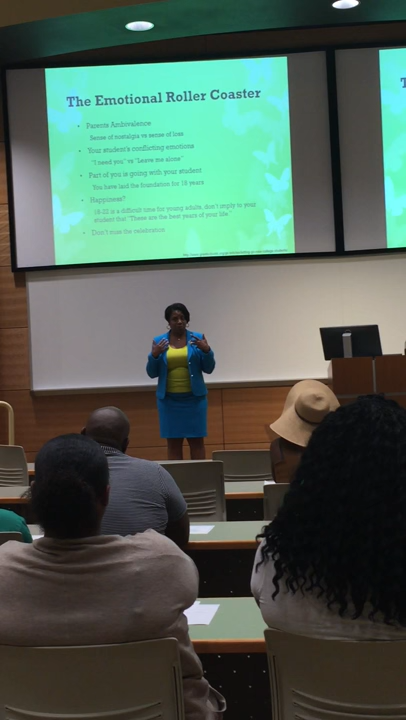 The Emotional Roller Coaster
• Parents Ambivalence
Sense of nostalgia vs sense of loss
• Your student's conflicting emotions
"I need you" vs "Leave me alone"
• Part of you is going with your student
You have laid the foundation for 18 years
• Happiness?
18-22 is a difficult time for young adults, don't imply to your
student that "These are the best years of your life."
• Don't miss the celebration